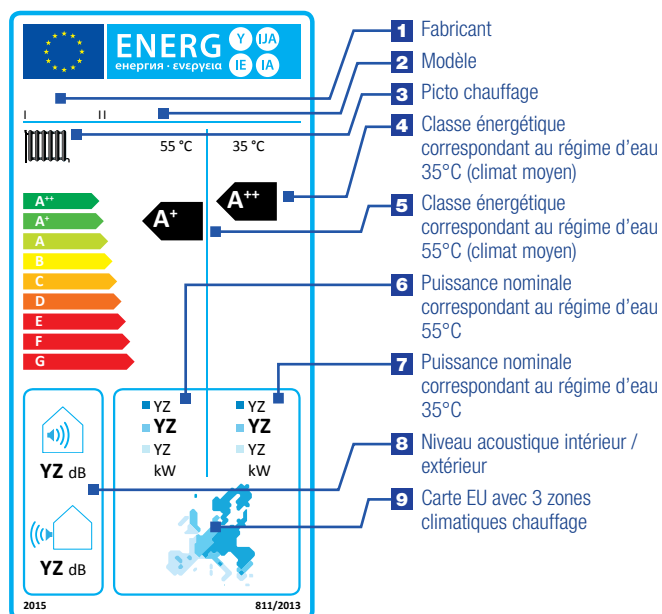 ENERG Y IJA
енергия · ενεργεια IE IA
I II
55 °C 35 °C
A++
A+
A
B
C
D
E
F
G
A+
A++
YZ YZ
YZ YZ
YZ YZ
kW kW
YZ dB
YZ dB
2015 811/2013
1 Fabricant
2 Modèle
3 Picto chauffage
4 Classe énergétique
correspondant au régime d'eau
35°C (climat moyen)
5 Classe énergétique
correspondant au régime d'eau
55°C (climat moyen)
6 Puissance nominale
correspondant au régime d'eau
55°C
7 Puissance nominale
correspondant au régime d'eau
35°C
8 Niveau acoustique intérieur /
extérieur
9 Carte EU avec 3 zones
climatiques chauffage